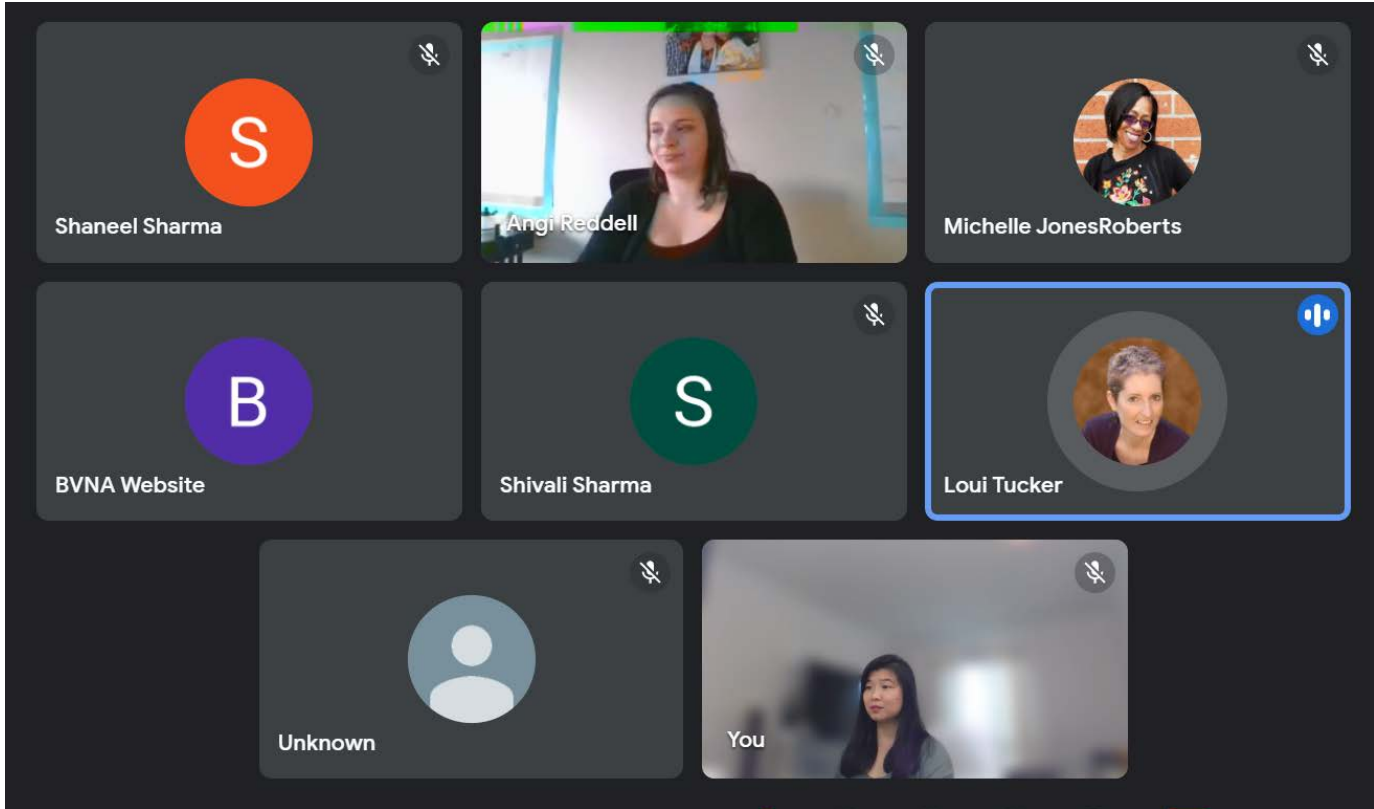 S
Shaneel Sharma
Angi Reddell
Michelle JonesRoberts
B
BVNA Website
S
Shivali Sharma
Loui Tucker
Unknown
You